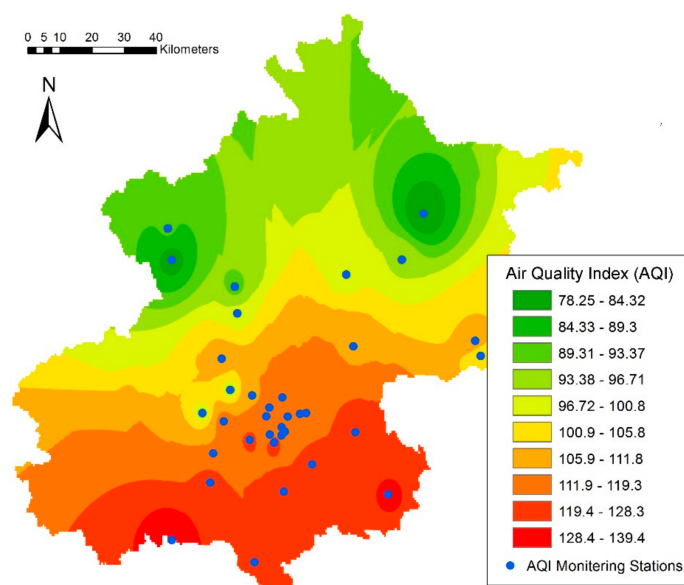 0 5 10 20 30 40
Kilometers
N
Air Quality Index (AQI)
78.25 - 84.32
84.33 - 89.3
89.31 - 93.37
93.38 - 96.71
96.72 - 100.8
100.9 - 105.8
105.9 - 111.8
111.9 - 119.3
119.4 - 128.3
128.4 - 139.4
AQI Monitering Stations